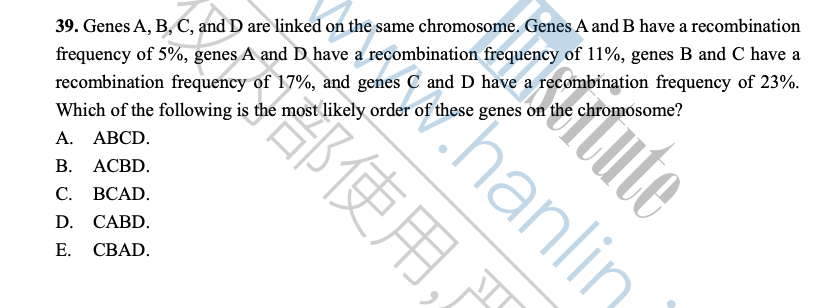 39. Genes A, B, C, and D are linked on the same chromosome. Genes A and B have a recombination
frequency of 5%, genes A and D have a recombination frequency of 11%, genes B and C have a
recombination frequency of 17%, and genes C and D have a recombination frequency of 23%.
Which of the following is the most likely order of these genes on the chromosome?
A. ABCD.
B. ACBD.
C. BCAD.
D. CABD.
E. CBAD.
仅内部使用,
www.hanlin.
Institute